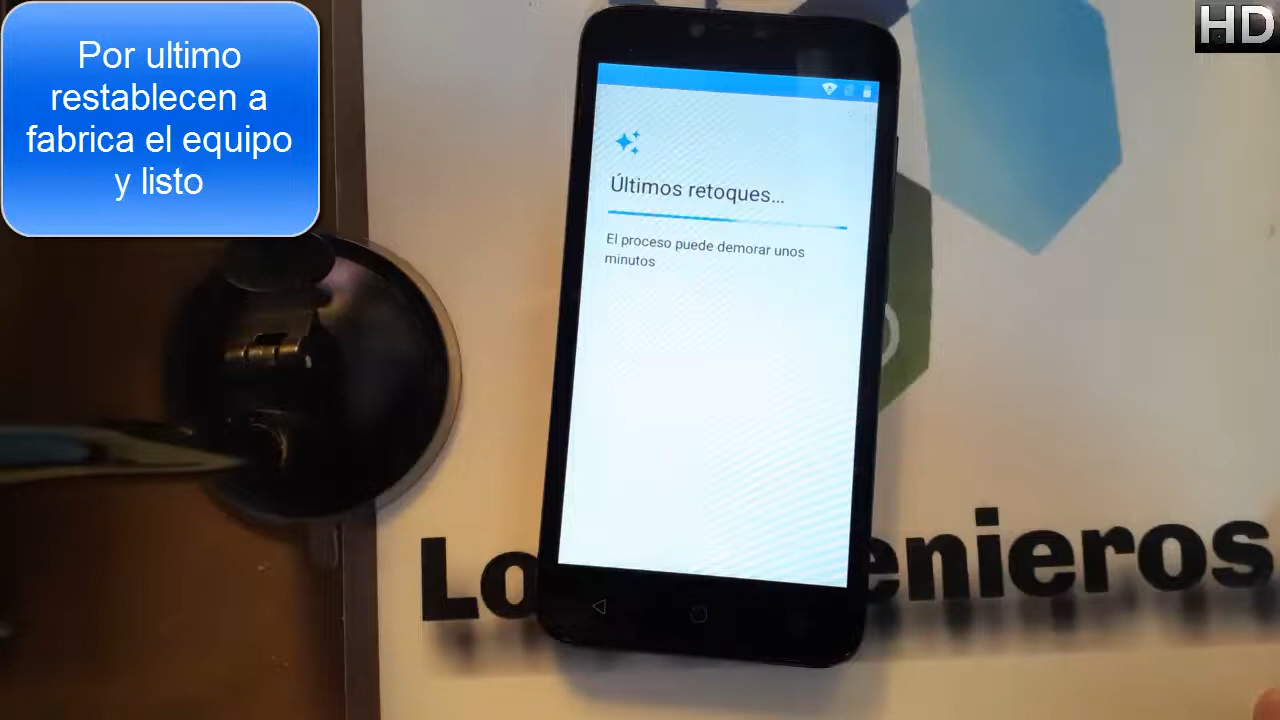 Por ultimo
restablecen a
fabrica el equipo
y listo
HD
Últimos retoques...
El proceso puede demorar unos
minutos
Lo enieros